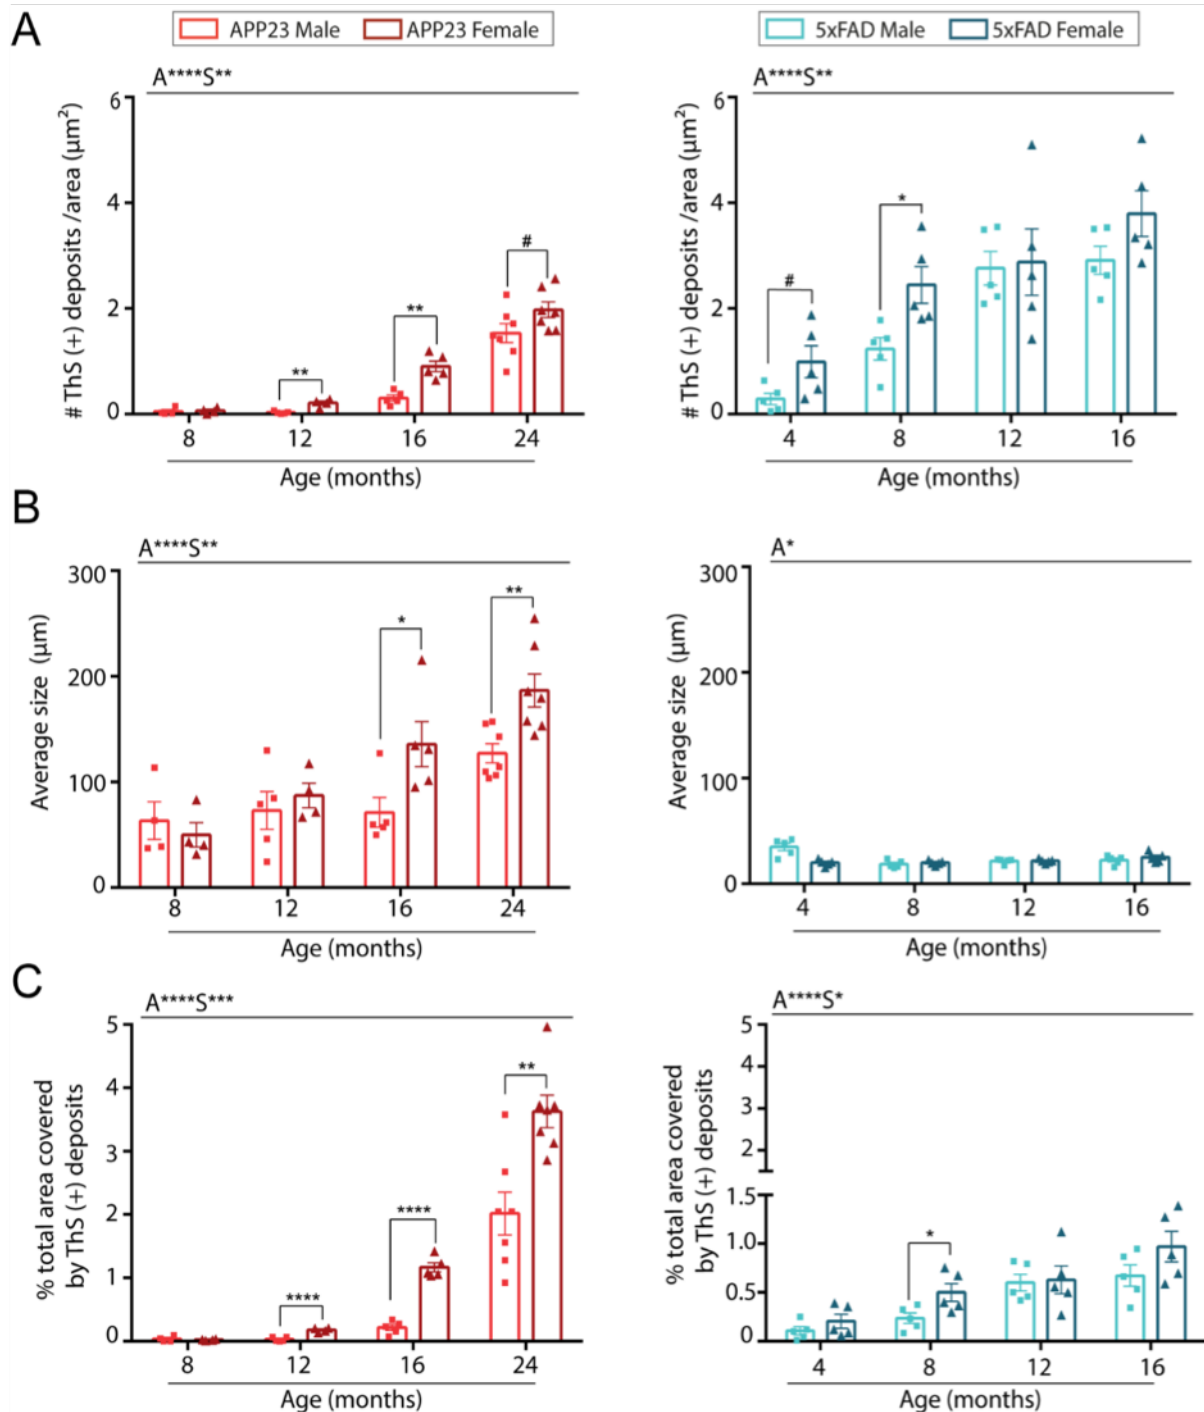 A
APP23 Male APP23 Female
5xFAD Male 5xFAD Female
A****S**
# ThS (+) deposits /area (µm²)
6
4
2
0
**
**
#
8 12 16 24
Age (months)
A****S**
# ThS (+) deposits /area (µm²)
6
4
2
0
#
*
4 8 12 16
Age (months)
B
A****S**
Average size (µm)
300
200
100
0
*
**
8 12 16 24
Age (months)
A*
Average size (µm)
300
200
100
0
4 8 12 16
Age (months)
C
A****S***
% total area covered
by ThS (+) deposits
5
4
3
2
1
0
****
****
**
8 12 16 24
Age (months)
A****S*
% total area covered
by ThS (+) deposits
5
4
3
2
1.5
1.0
0.5
0
*
4 8 12 16
Age (months)